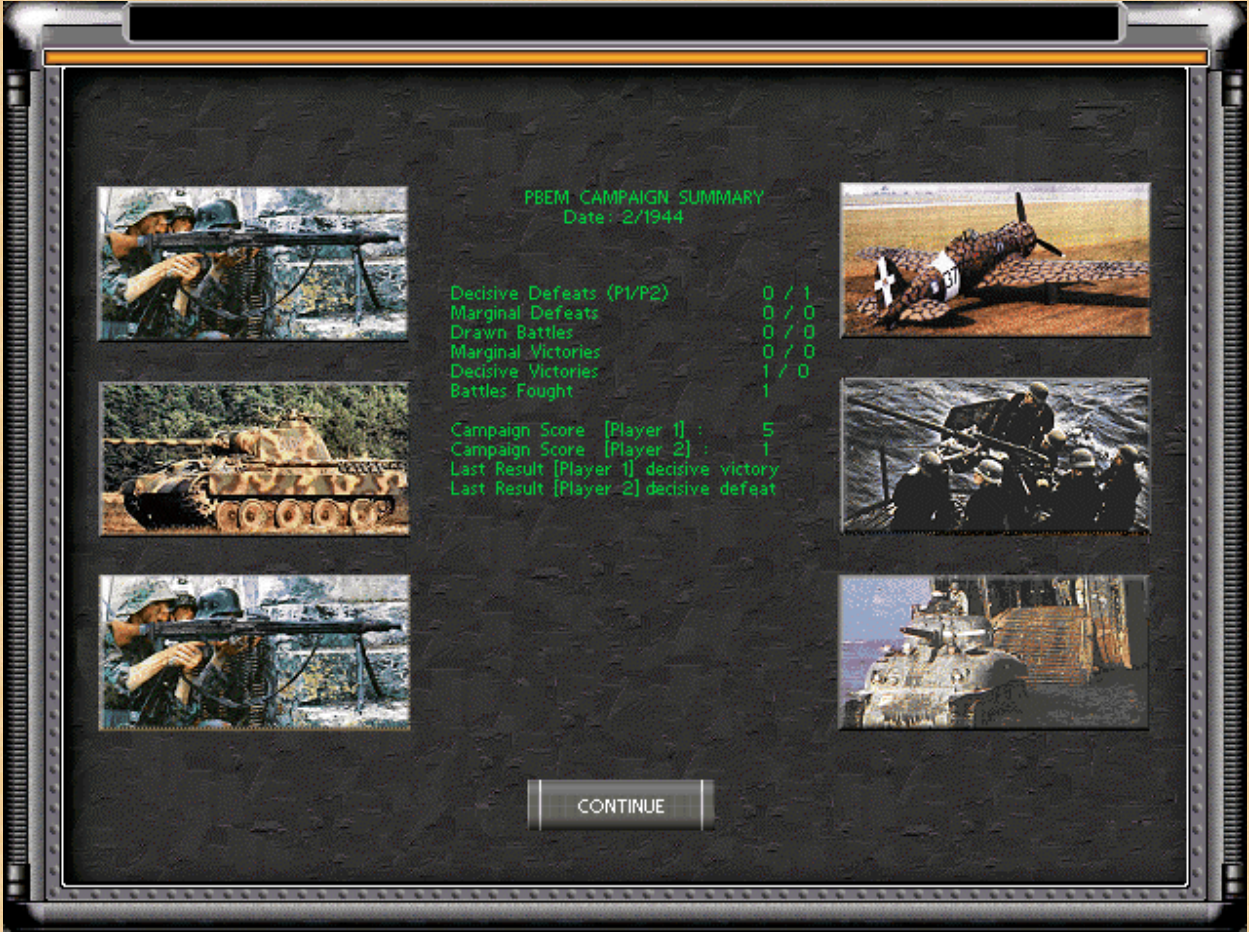 PBEM CAMPAIGN SUMMARY
Date: 2/1944
Decisive Defeats (P1/P2) 0 / 1
Marginal Defeats 0 / 0
Drawn Battles 0 / 0
Marginal Victories 0 / 0
Decisive Victories 1 / 0
Battles Fought 1
Campaign Score [Player 1] : 5
Campaign Score [Player 2] : 1
Last Result [Player 1] decisive victory
Last Result [Player 2] decisive defeat
CONTINUE